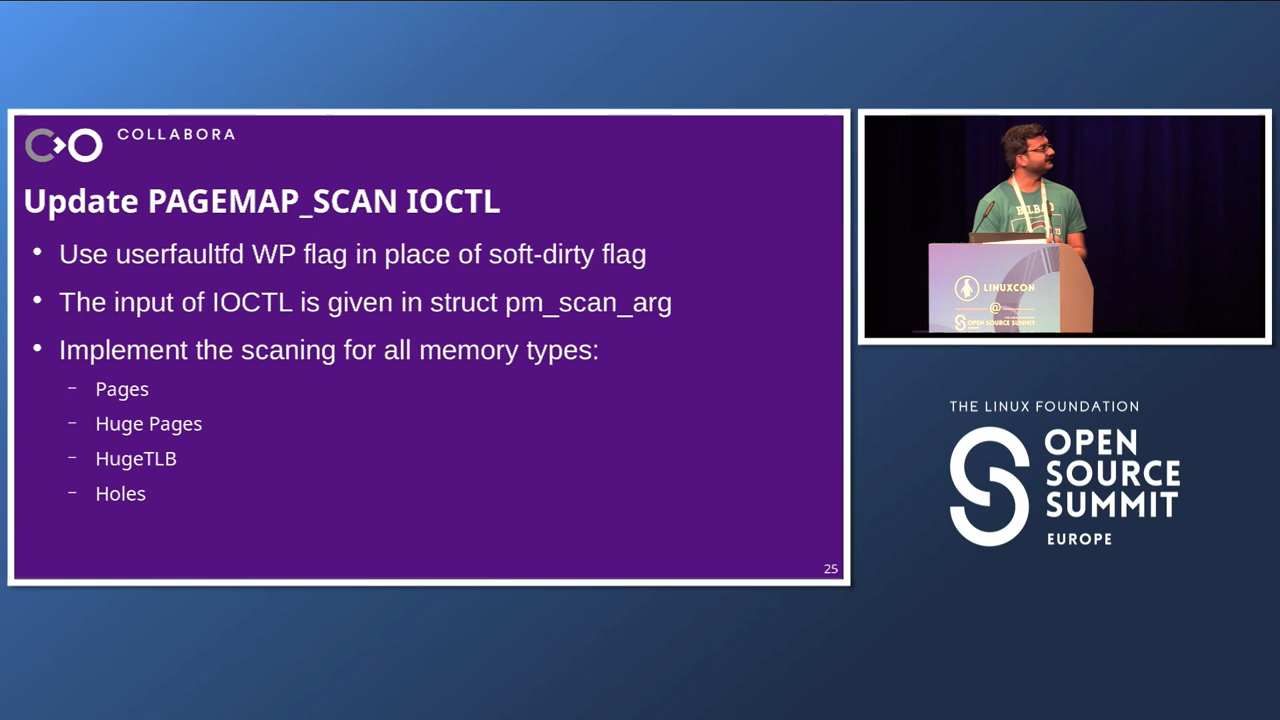 COLLABORA
Update PAGEMAP_SCAN IOCTL
• Use userfaultfd WP flag in place of soft-dirty flag
• The input of IOCTL is given in struct pm_scan_arg
• Implement the scaning for all memory types:
– Pages
– Huge Pages
– HugeTLB
– Holes
25
BILBAO
LINUXCON
@
OPEN SOURCE SUMMIT
THE LINUX FOUNDATION
OPEN
SOURCE
SUMMIT
EUROPE